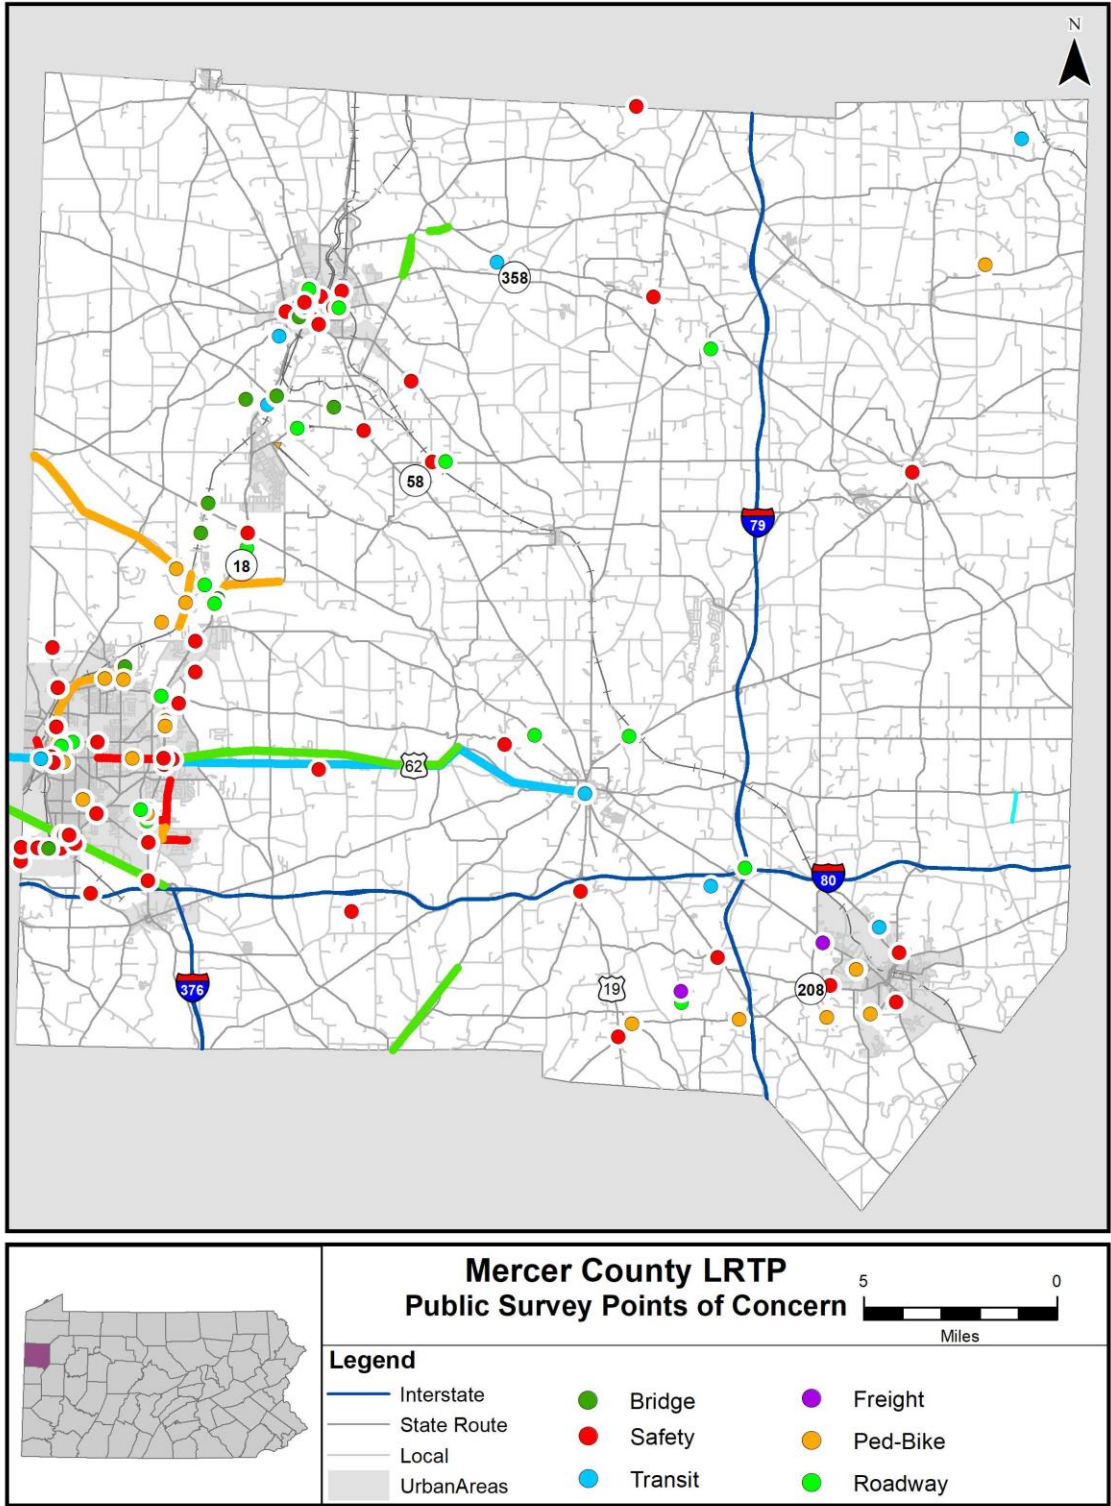 N
358
58
79
18
62
80
376
19
208
Mercer County LRTP
Public Survey Points of Concern
5 0
Miles
Legend
Interstate
State Route
Local
UrbanAreas
Bridge
Safety
Transit
Freight
Ped-Bike
Roadway